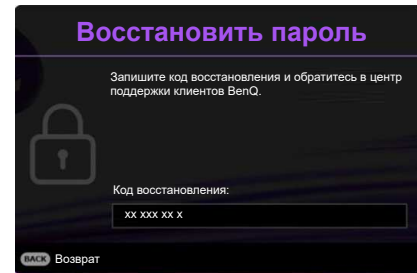 Восстановить пароль
Запишите код восстановления и обратитесь в центр
поддержки клиентов BenQ.
Код восстановления:
xx xxx xx x
BACK Возврат